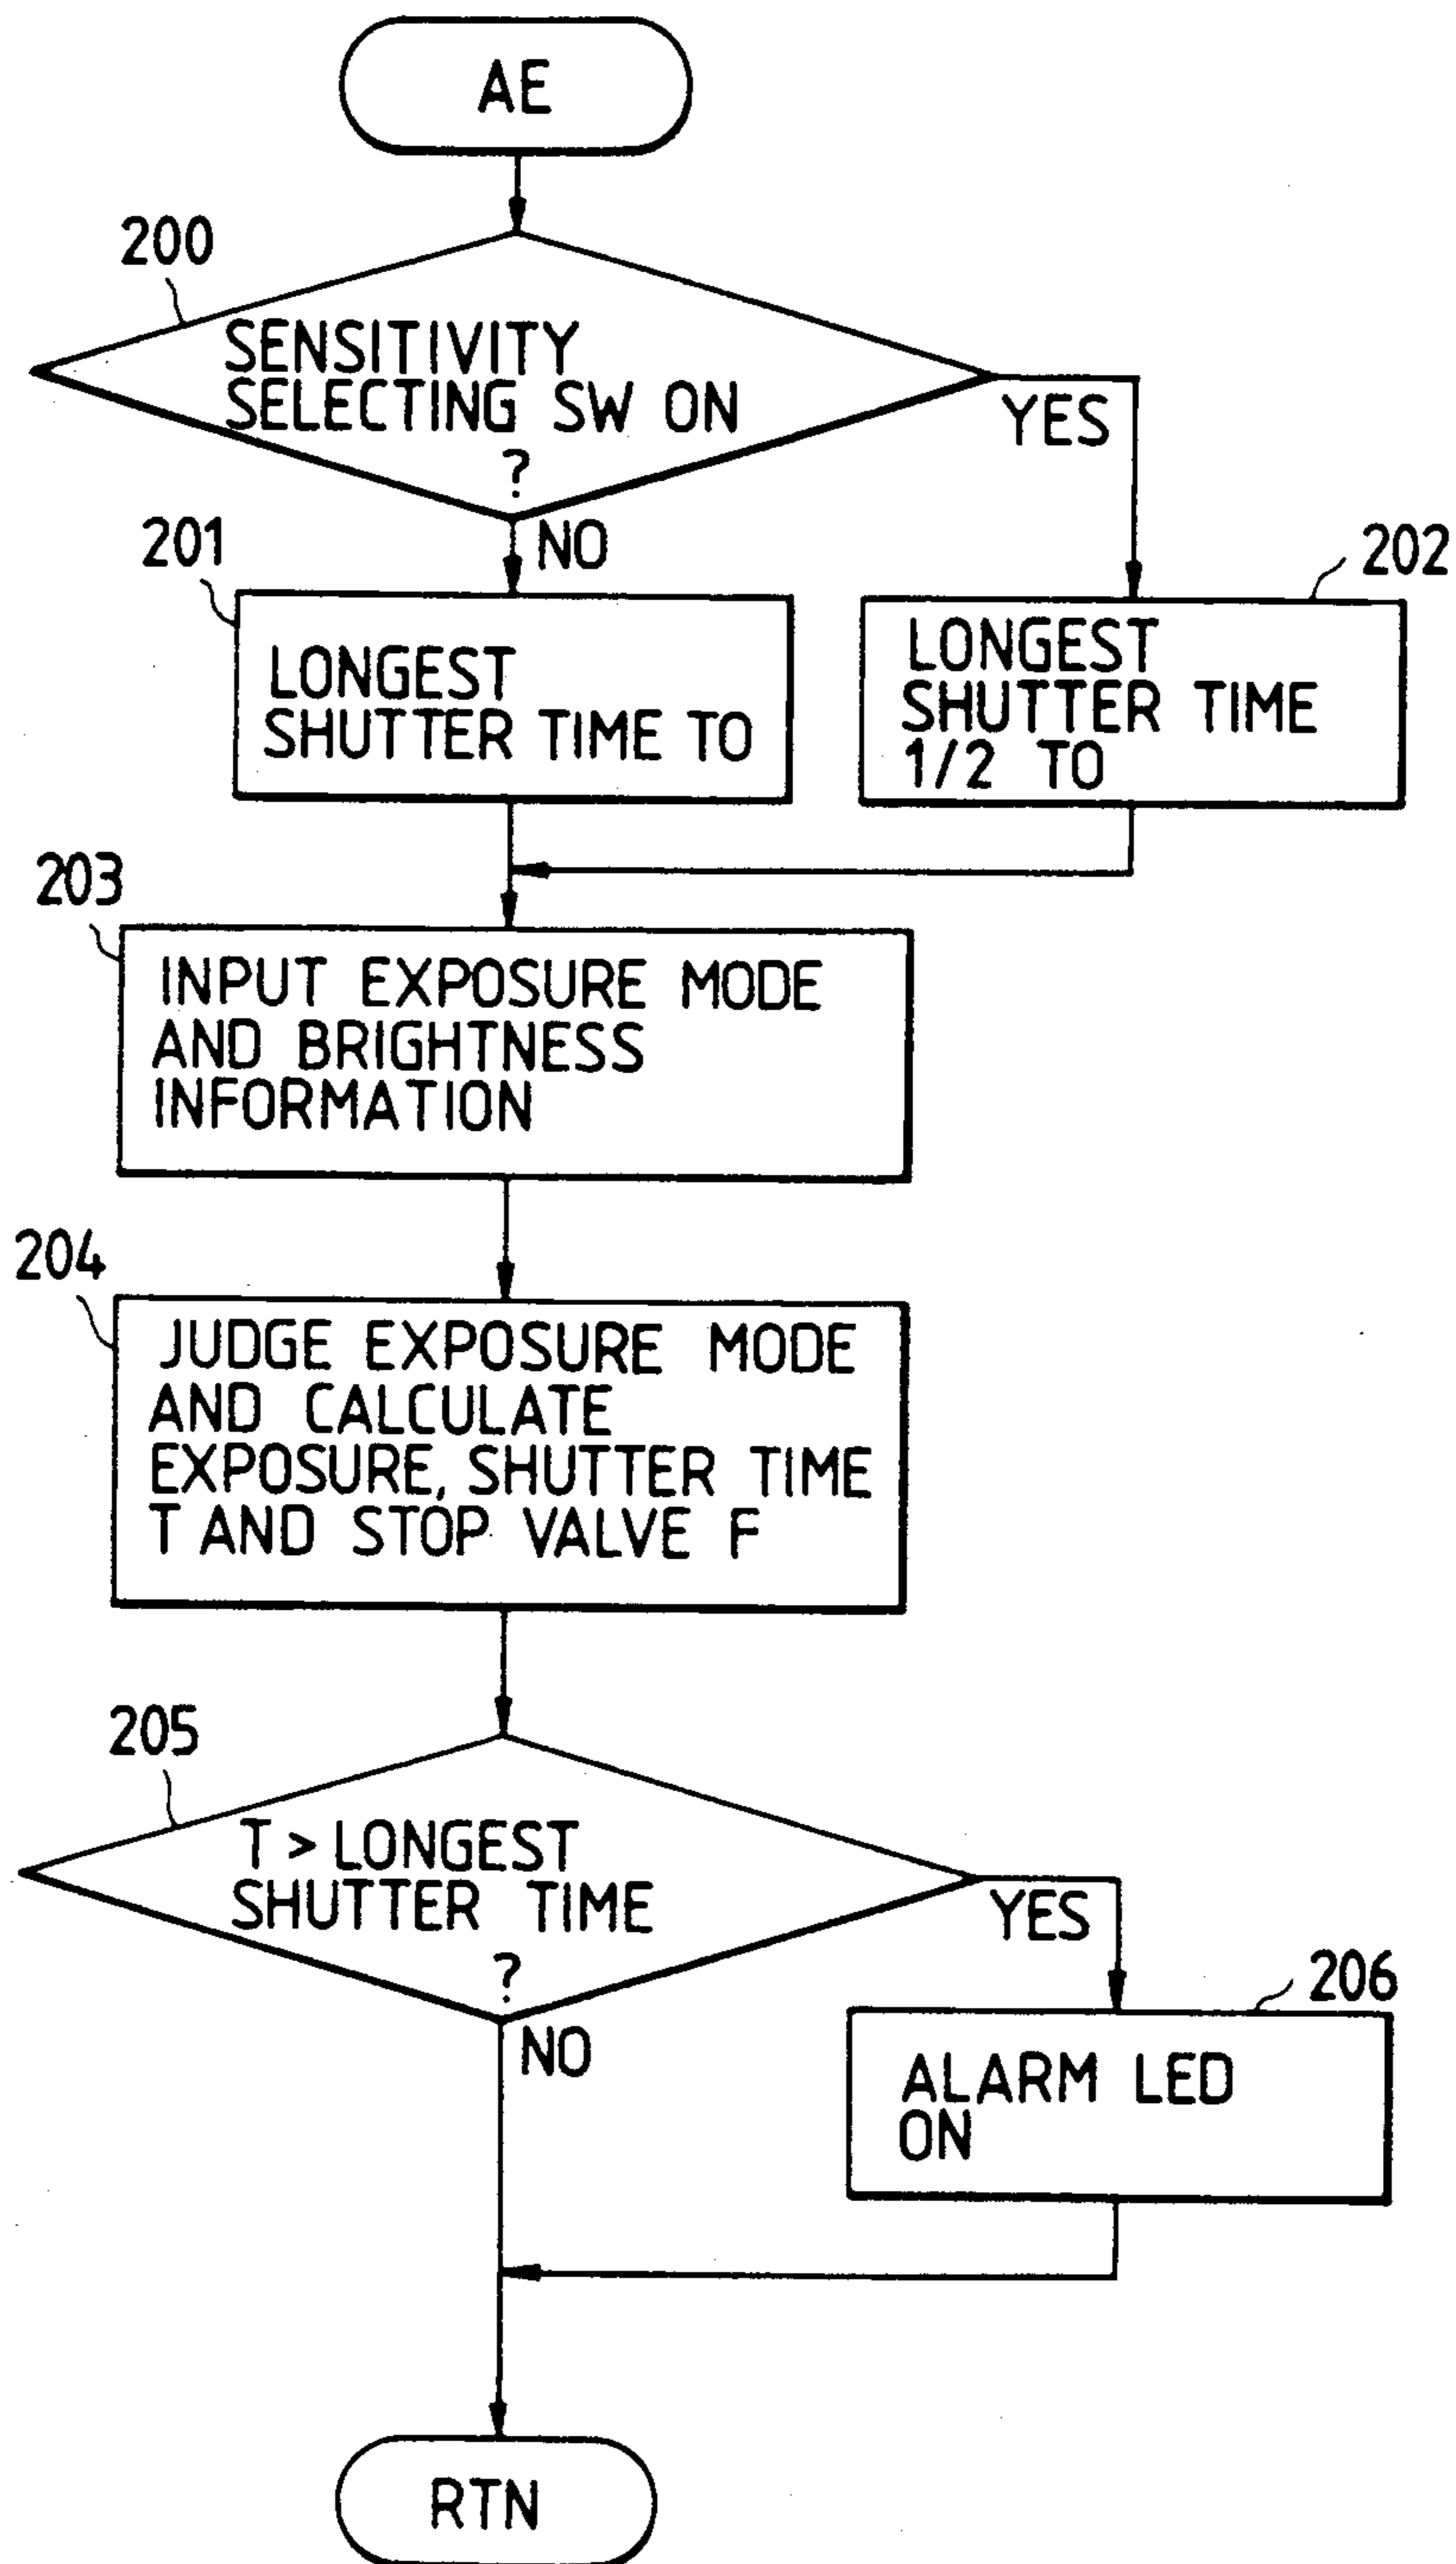 AE
200
SENSITIVITY
SELECTING SW ON
?
YES
NO
201
LONGEST
SHUTTER TIME TO
202
LONGEST
SHUTTER TIME
1/2 TO
203
INPUT EXPOSURE MODE
AND BRIGHTNESS
INFORMATION
204
JUDGE EXPOSURE MODE
AND CALCULATE
EXPOSURE, SHUTTER TIME
T AND STOP VALVE F
205
T > LONGEST
SHUTTER TIME
?
YES
NO
206
ALARM LED
ON
RTN